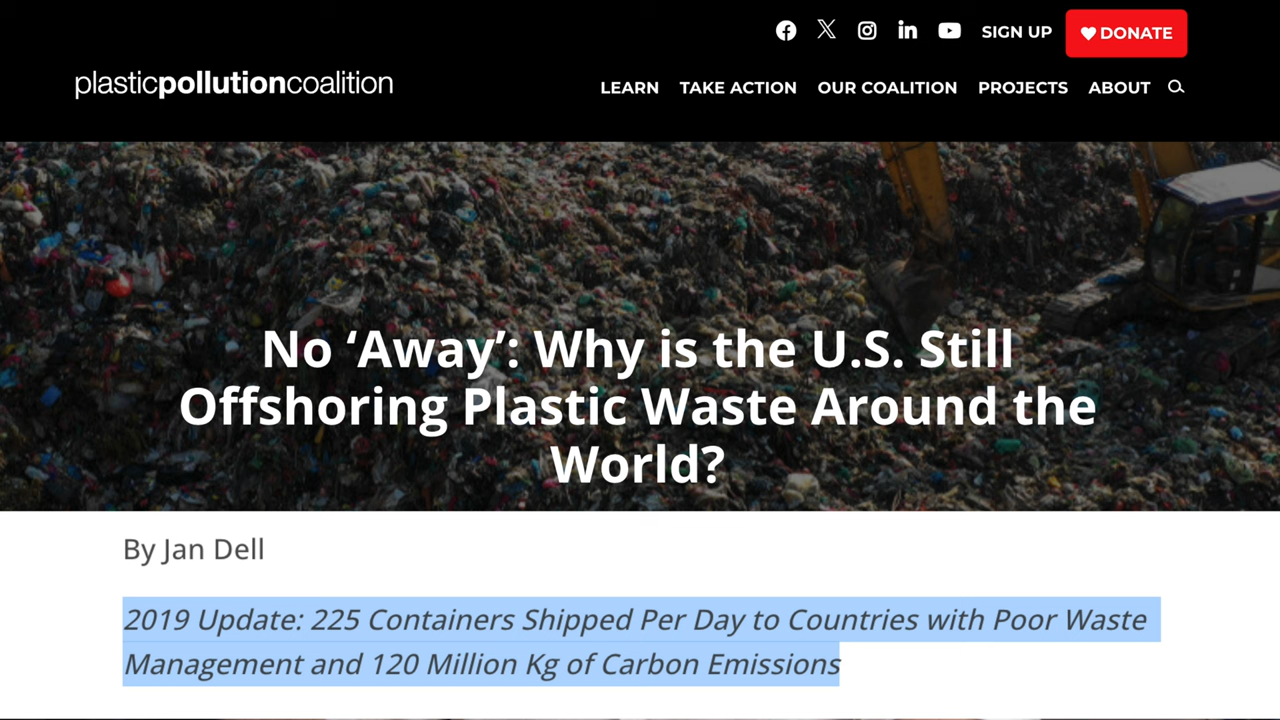 SIGN UP
DONATE
plasticpollutioncoalition
LEARN TAKE ACTION OUR COALITION PROJECTS ABOUT
No ‘Away’: Why is the U.S. Still
Offshoring Plastic Waste Around the
World?
By Jan Dell
2019 Update: 225 Containers Shipped Per Day to Countries with Poor Waste
Management and 120 Million Kg of Carbon Emissions